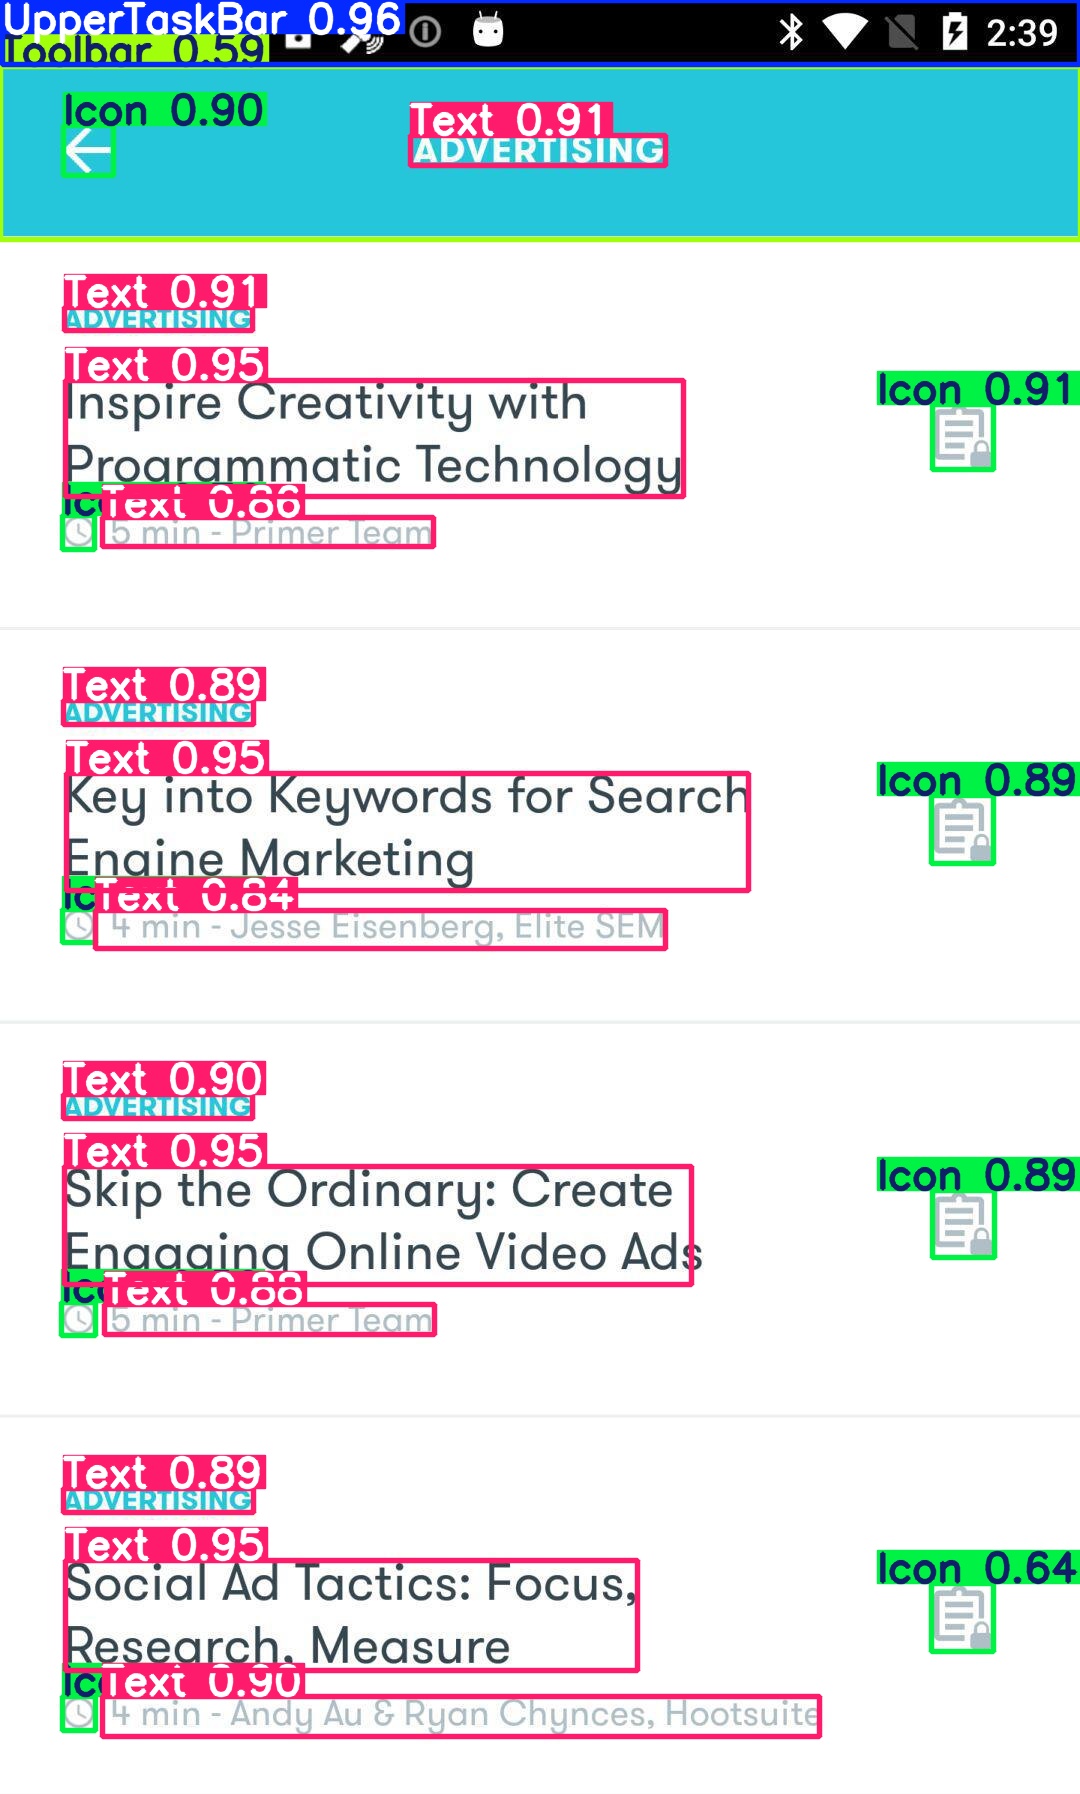 UpperTaskBar 0.96
2:39
Toolbar 0.59
Icon 0.90
Text 0.91
ADVERTISING
Text 0.91
ADVERTISING
Text 0.95
Inspire Creativity with
Programmatic Technology
Icon 0.91
Text 0.86
5 min - Primer Team
Text 0.89
ADVERTISING
Text 0.95
Key into Keywords for Search
Engine Marketing
Icon 0.89
Text 0.84
4 min - Jesse Eisenberg, Elite SEM
Text 0.90
ADVERTISING
Text 0.95
Skip the Ordinary: Create
Engaging Online Video Ads
Icon 0.89
Text 0.88
5 min - Primer Team
Text 0.89
ADVERTISING
Text 0.95
Social Ad Tactics: Focus,
Research, Measure
Icon 0.64
Text 0.90
4 min - Andy Au & Ryan Chynces, Hootsuite